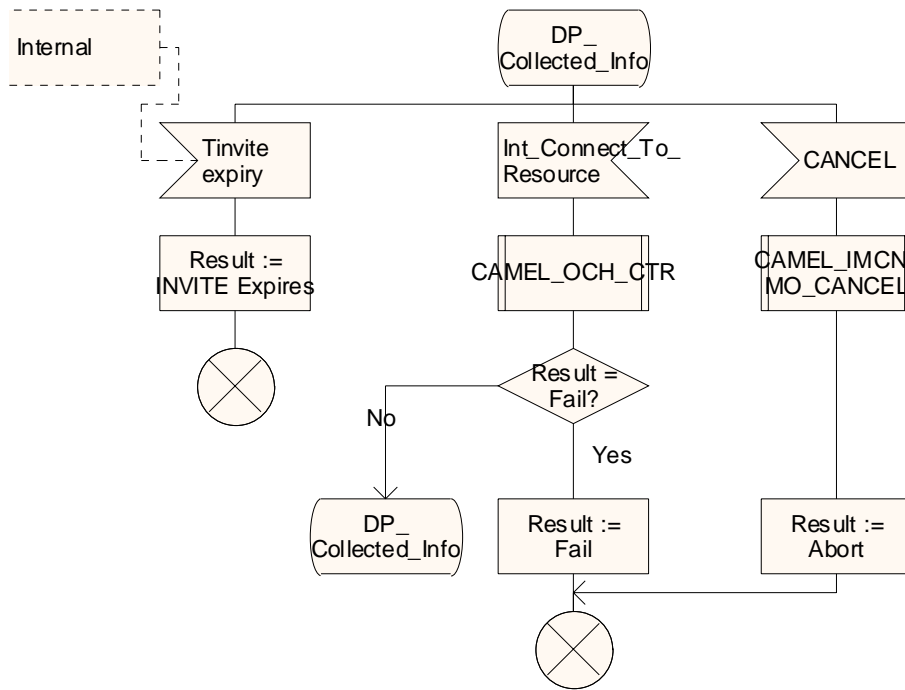 Internal
DP_
Collected_Info
Tinvite
expiry
Int_Connect_To_
Resource
CANCEL
Result :=
INVITE Expires
CAMEL_OCH_CTR
CAMEL_IMCN
MO_CANCEL
Result =
Fail?
No
Yes
DP_
Collected_Info
Result :=
Fail
Result :=
Abort